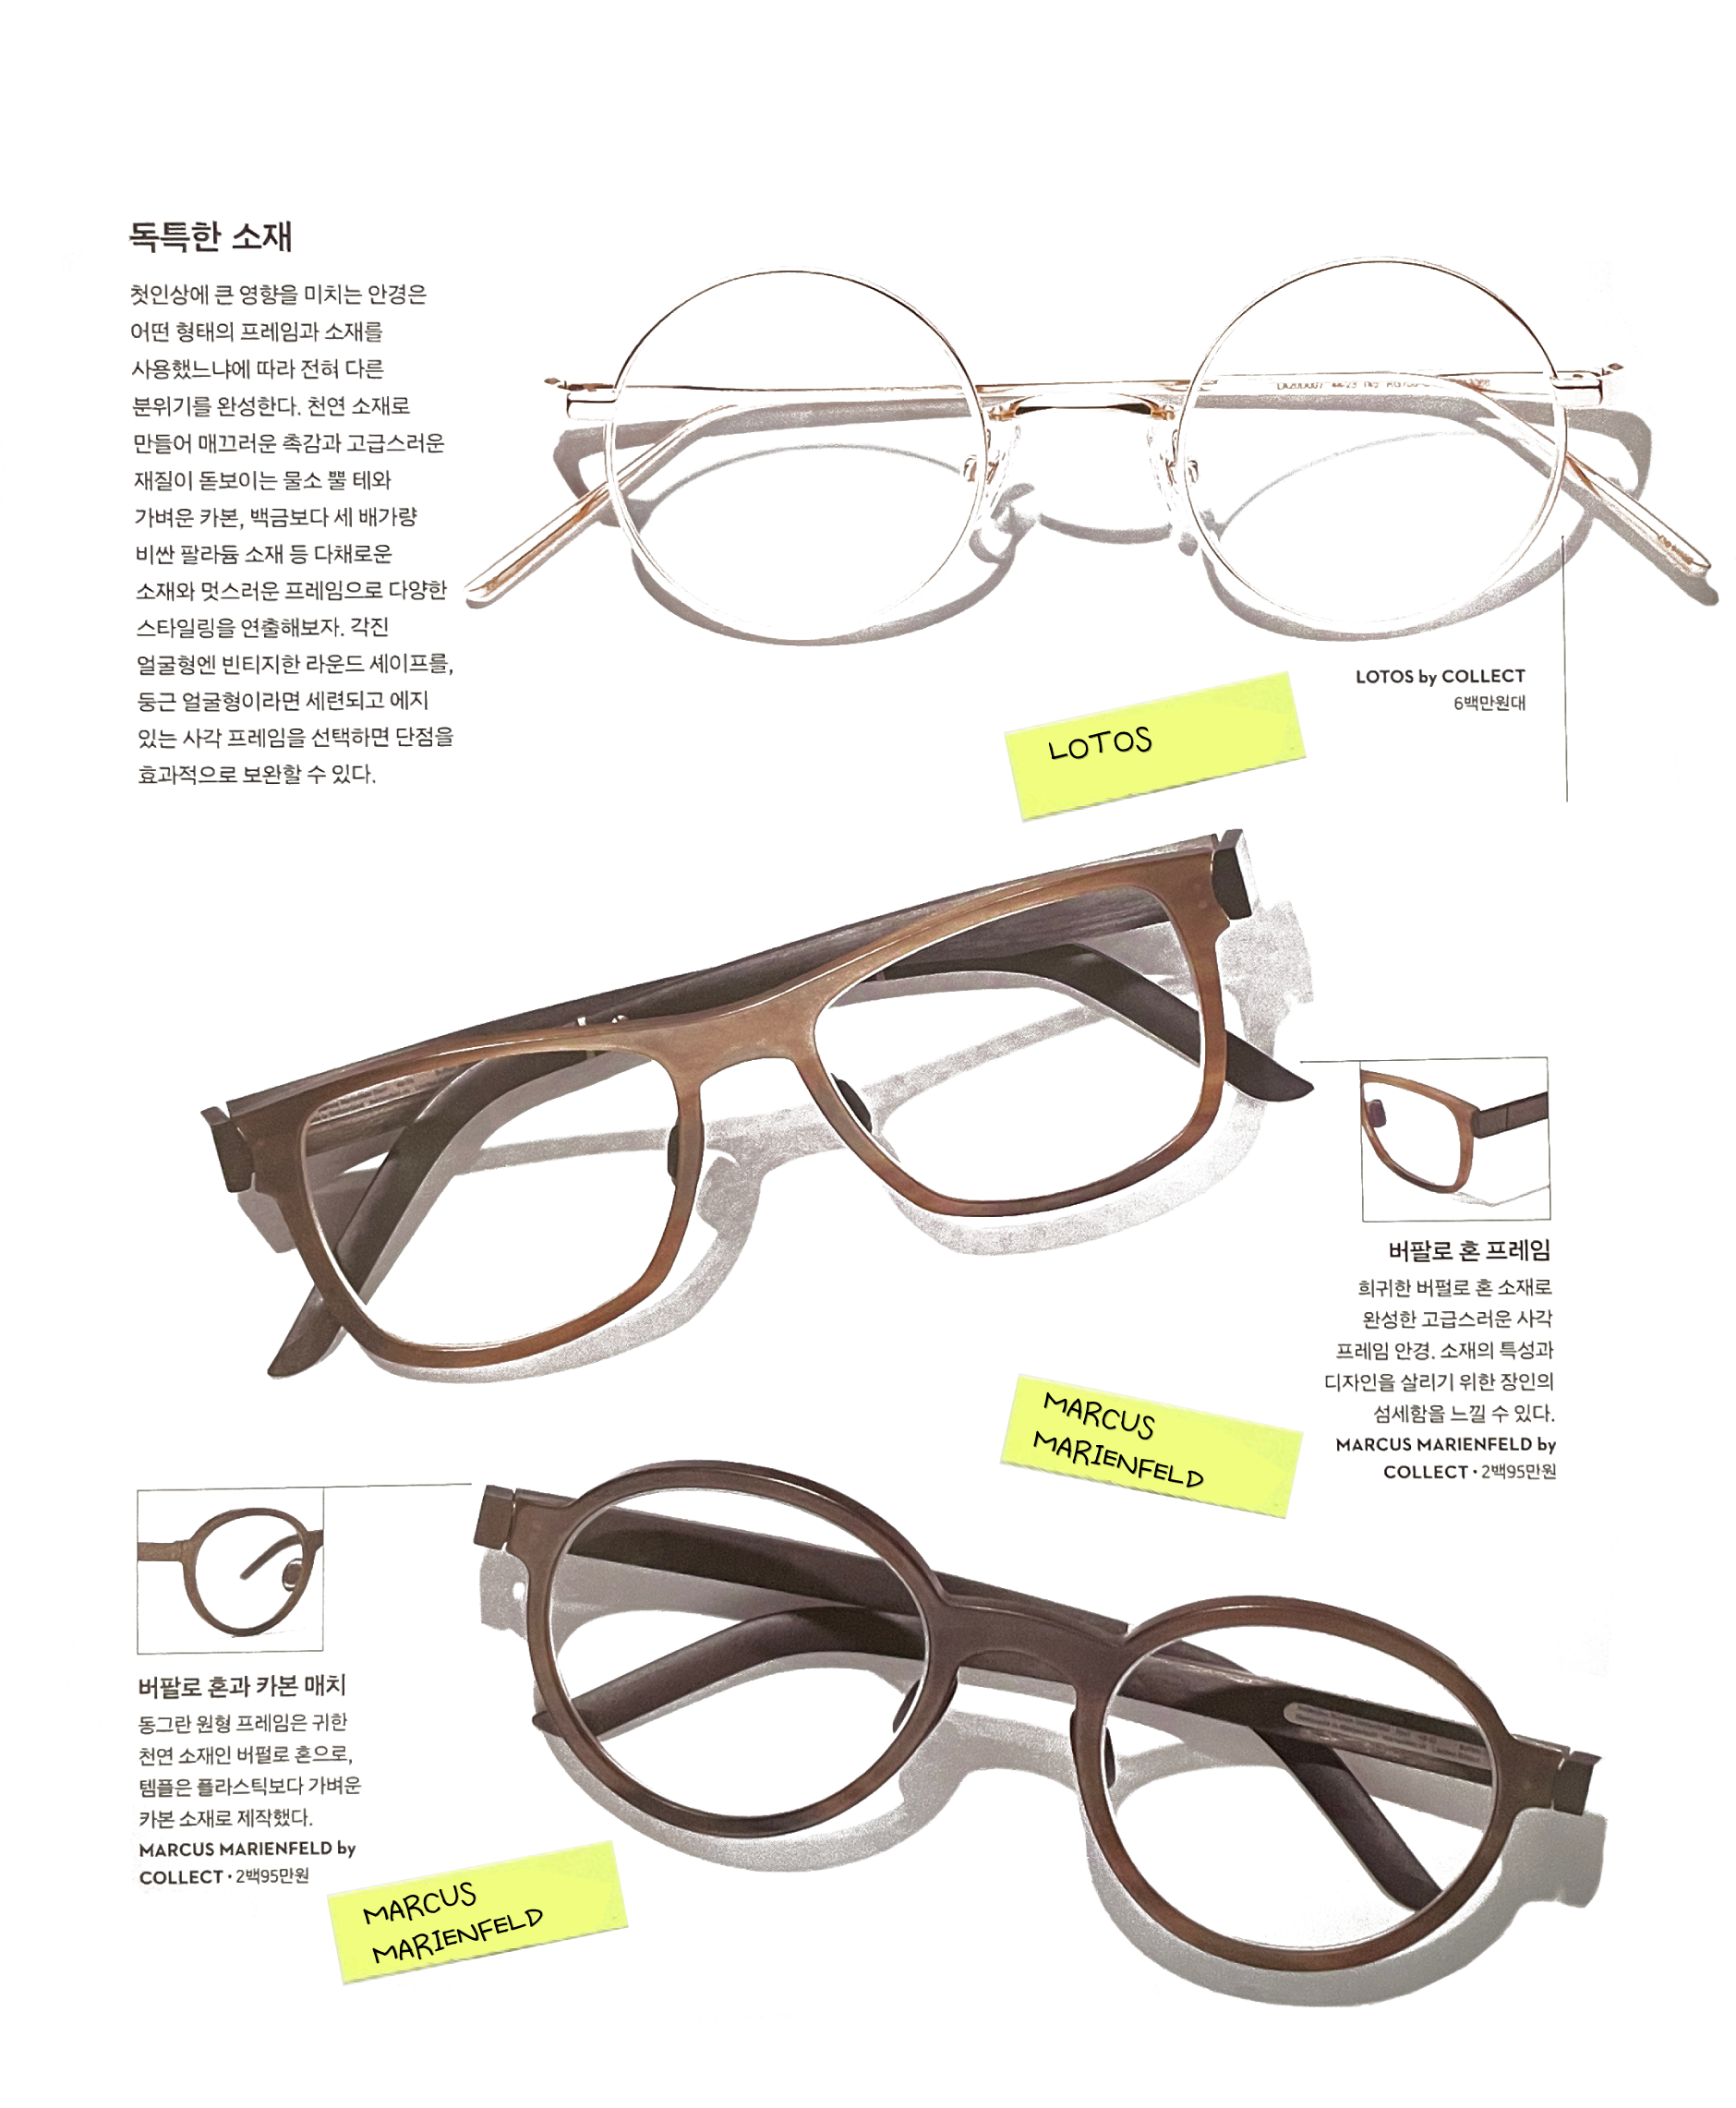 독특한 소재
첫인상에 큰 영향을 미치는 안경은
어떤 형태의 프레임과 소재를
사용했느냐에 따라 전혀 다른
분위기를 완성한다. 천연 소재로
만들어 매끄러운 촉감과 고급스러운
재질이 돋보이는 물소 뿔 테와
가벼운 카본, 백금보다 세 배가량
비싼 팔라듐 소재 등 다채로운
소재와 멋스러운 프레임으로 다양한
스타일링을 연출해보자. 각진
얼굴형엔 빈티지한 라운드 셰이프를,
둥근 얼굴형이라면 세련되고 에지
있는 사각 프레임을 선택하면 단점을
효과적으로 보완할 수 있다.
LOTOS by COLLECT
6백만원대
LOTOS
버팔로 혼 프레임
희귀한 버펄로 혼 소재로
완성한 고급스러운 사각
프레임 안경. 소재의 특성과
디자인을 살리기 위한 장인의
섬세함을 느낄 수 있다.
MARCUS MARIENFELD by
COLLECT · 2백95만원
MARCUS
MARIENFELD
버팔로 혼과 카본 매치
동그란 원형 프레임은 귀한
천연 소재인 버펄로 혼으로,
템플은 플라스틱보다 가벼운
카본 소재로 제작했다.
MARCUS MARIENFELD by
COLLECT · 2백95만원
MARCUS
MARIENFELD